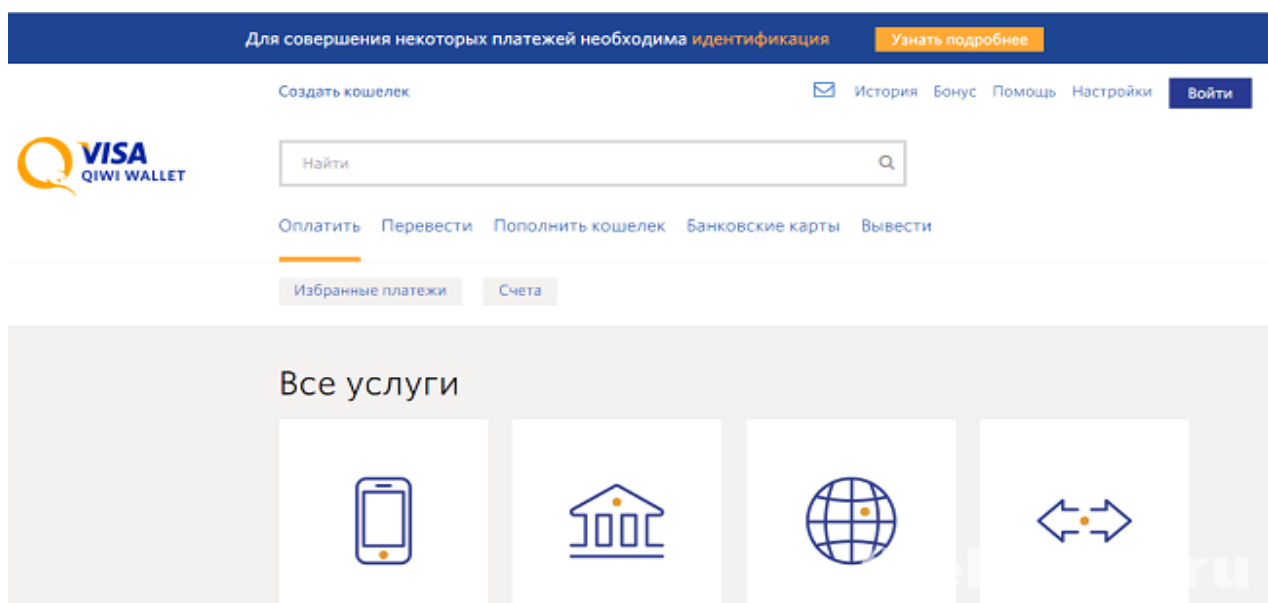 Для совершения некоторых платежей необходима идентификация Узнать подробнее
Создать кошелек История Бонус Помощь Настройки Войти
VISA
QIWI WALLET
Найти
Оплатить Перевести Пополнить кошелек Банковские карты Вывести
Избранные платежи Счета
Все услуги